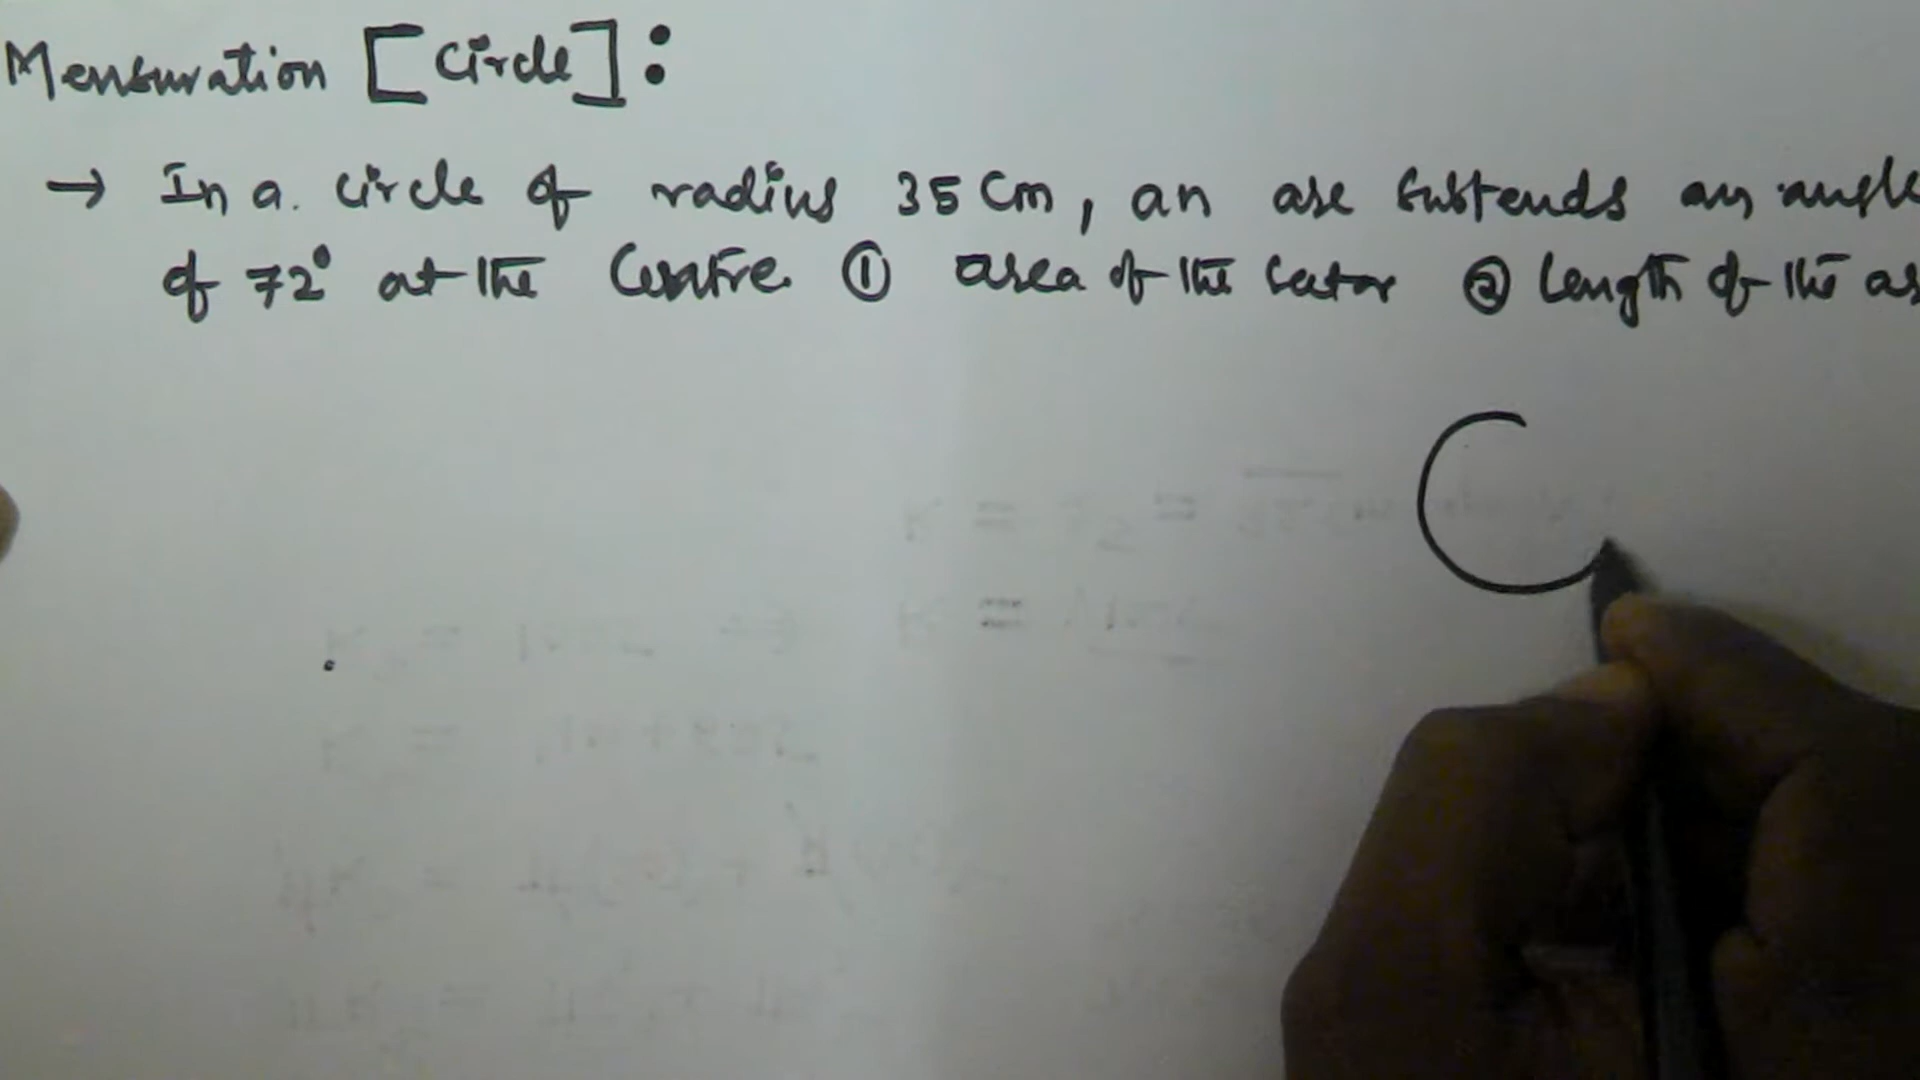 Mensuration [Circle]:
→ In a. circle of radius 35 Cm, an arc subtends an angle
of 72° at the Centre. ① area of the sector ② length of the ar